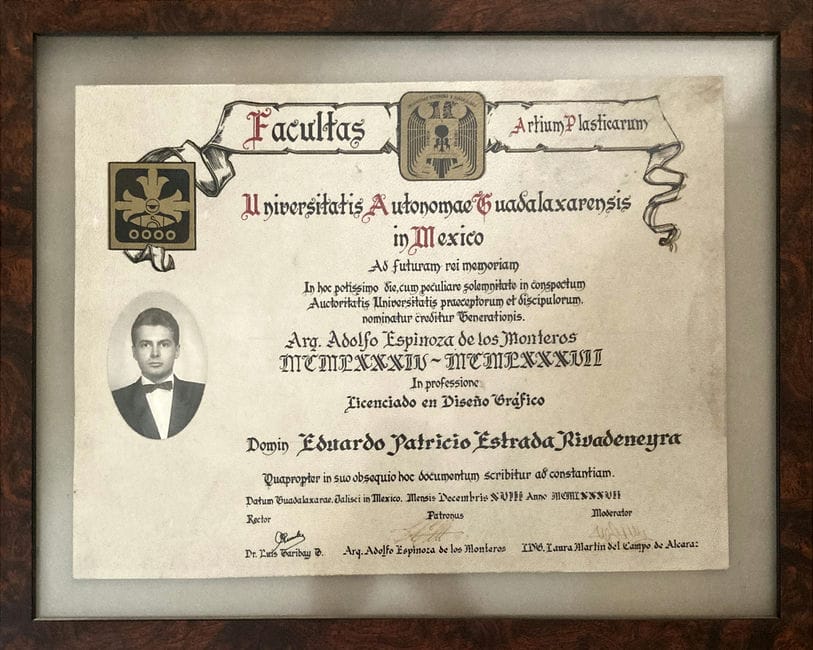 Facultas Artium Plasticarum
Universitatis Autonomae Guadalaxarensis
in Mexico
Ad futuram rei memoriam
In hoc potissimo die, cum peculiare solemnitate in conspectum
Auctoritatis Universitatis praeceptorum et discipulorum,
nominatur creditur Generationis.
Arq. Adolfo Espinoza de los Monteros
MCMLXXXIV ~ MCMLXXXVII
In professione
Licenciado en Diseño Gráfico
Domin Eduardo Patricio Estrada Rivadeneyra
Quapropter in suo obsequio hoc documentum scribitur ad constantiam.
Datum Guadalaxarae, Jalisci in Mexico. Mensis Decembris XVIII Anno MCMLXXXVII
Rector Patronus Moderator
Dr. Luis Garibay G. Arq. Adolfo Espinoza de los Monteros LDG. Laura Martin del Campo de Alcaraz